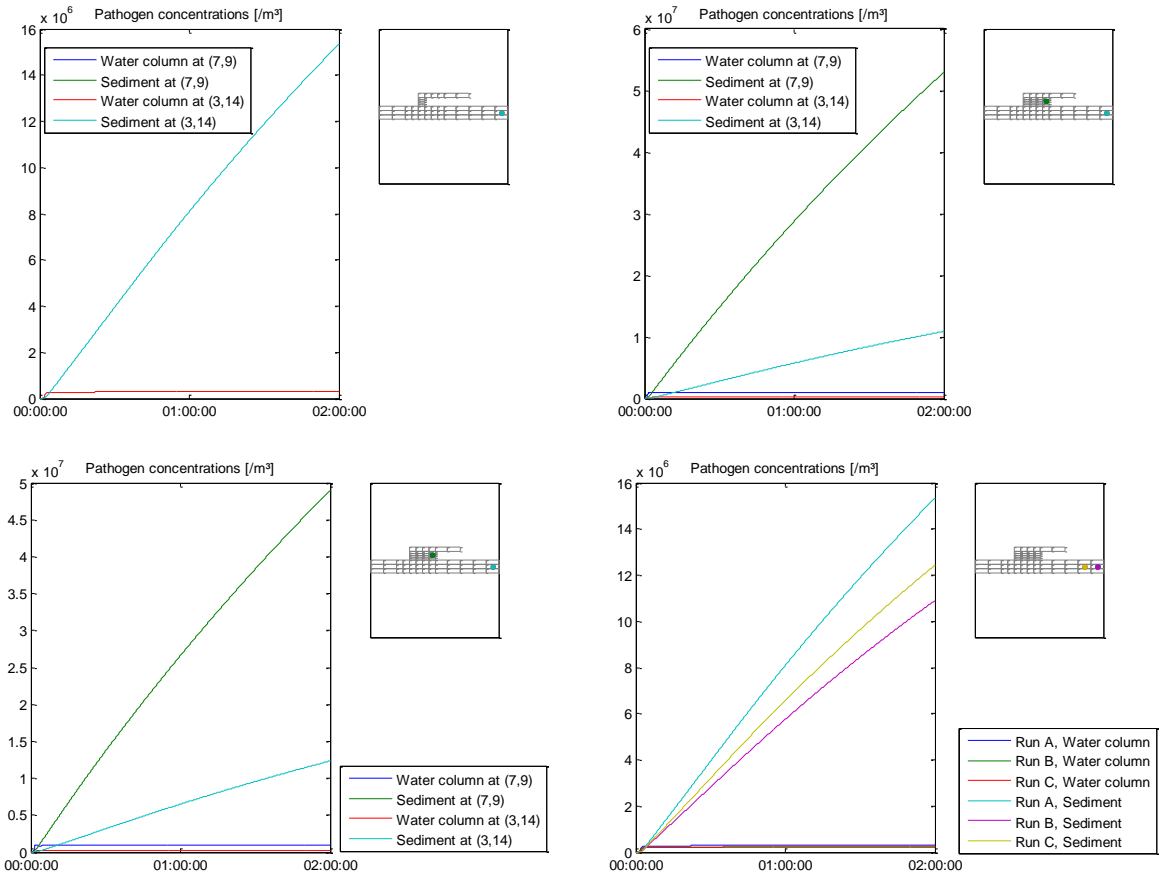 x 10^6 Pathogen concentrations [/m³]
16
14
12
10
8
6
4
2
0
00:00:00 01:00:00 02:00:00
Water column at (7,9)
Sediment at (7,9)
Water column at (3,14)
Sediment at (3,14)
x 10^7 Pathogen concentrations [/m³]
6
5
4
3
2
1
0
00:00:00 01:00:00 02:00:00
Water column at (7,9)
Sediment at (7,9)
Water column at (3,14)
Sediment at (3,14)
x 10^7 Pathogen concentrations [/m³]
5
4.5
4
3.5
3
2.5
2
1.5
1
0.5
0
00:00:00 01:00:00 02:00:00
Water column at (7,9)
Sediment at (7,9)
Water column at (3,14)
Sediment at (3,14)
x 10^6 Pathogen concentrations [/m³]
16
14
12
10
8
6
4
2
0
00:00:00 01:00:00 02:00:00
Run A, Water column
Run B, Water column
Run C, Water column
Run A, Sediment
Run B, Sediment
Run C, Sediment